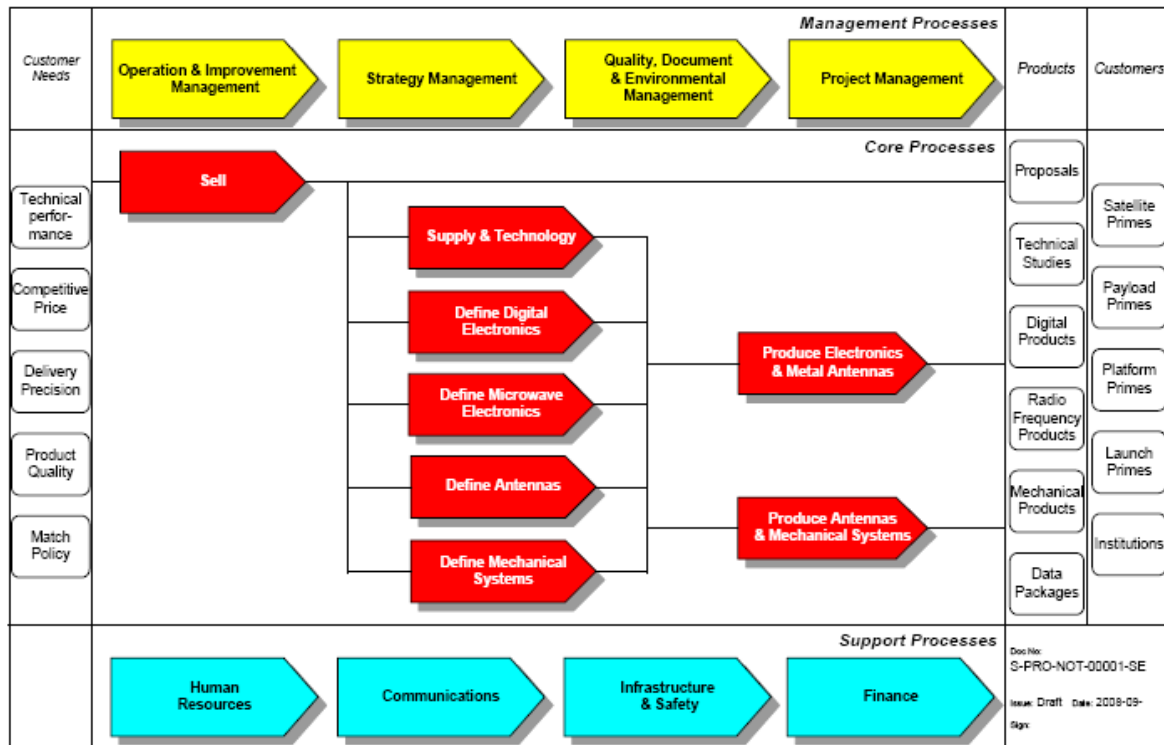 Management Processes
Customer
Needs
Operation & Improvement
Management
Strategy Management
Quality, Document
& Environmental
Management
Project Management
Products
Customers
Core Processes
Sell
Technical
perfor-
mance
Competitive
Price
Delivery
Precision
Product
Quality
Match
Policy
Supply & Technology
Define Digital
Electronics
Define Microwave
Electronics
Define Antennas
Define Mechanical
Systems
Produce Electronics
& Metal Antennas
Produce Antennas
& Mechanical Systems
Proposals
Technical
Studies
Digital
Products
Radio
Frequency
Products
Mechanical
Products
Data
Packages
Satellite
Primes
Payload
Primes
Platform
Primes
Launch
Primes
Institutions
Support Processes
Human
Resources
Communications
Infrastructure
& Safety
Finance
Doc No:
S-PRO-NOT-00001-SE
Issue: Draft Date: 2008-09-
Sign: